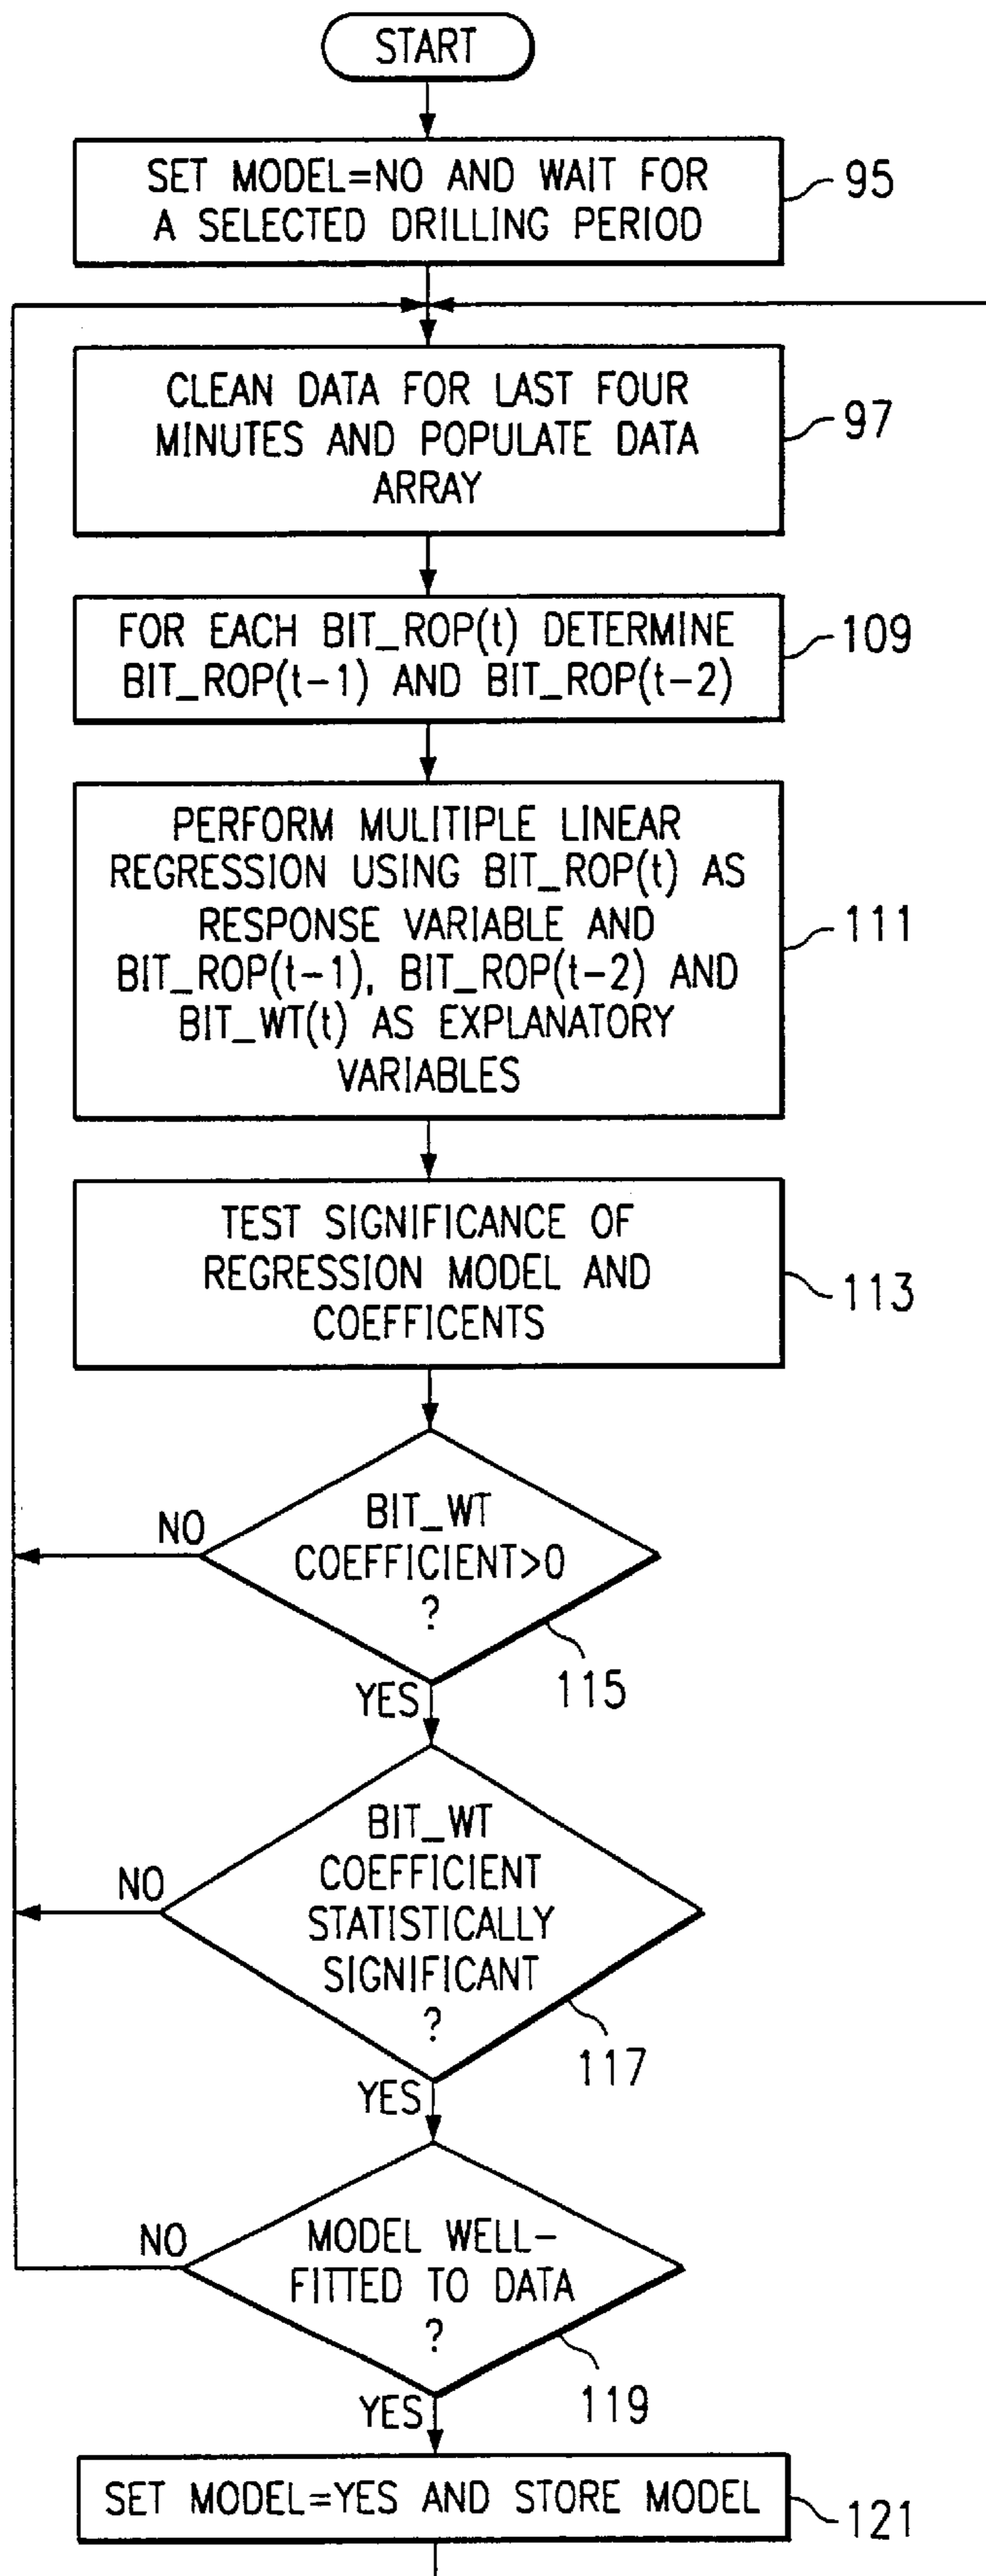 START
SET MODEL=NO AND WAIT FOR
A SELECTED DRILLING PERIOD
95
CLEAN DATA FOR LAST FOUR
MINUTES AND POPULATE DATA
ARRAY
97
FOR EACH BIT_ROP(t) DETERMINE
BIT_ROP(t-1) AND BIT_ROP(t-2)
109
PERFORM MULITIPLE LINEAR
REGRESSION USING BIT_ROP(t) AS
RESPONSE VARIABLE AND
BIT_ROP(t-1), BIT_ROP(t-2) AND
BIT_WT(t) AS EXPLANATORY
VARIABLES
111
TEST SIGNIFICANCE OF
REGRESSION MODEL AND
COEFFICENTS
113
NO
BIT_WT
COEFFICIENT>0
?
115
YES
NO
BIT_WT
COEFFICIENT
STATISTICALLY
SIGNIFICANT
?
117
YES
NO
MODEL WELL-
FITTED TO DATA
?
119
YES
SET MODEL=YES AND STORE MODEL
121